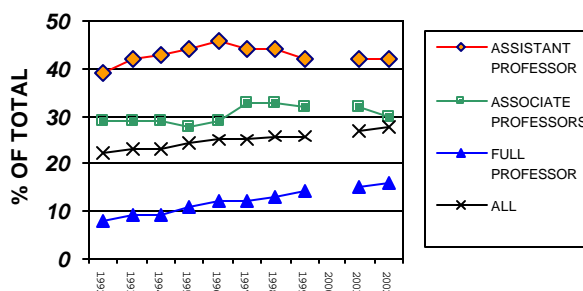 50
40
30
20
10
0
% OF TOTAL
ASSISTANT
PROFESSOR
ASSOCIATE
PROFESSORS
FULL
PROFESSOR
ALL